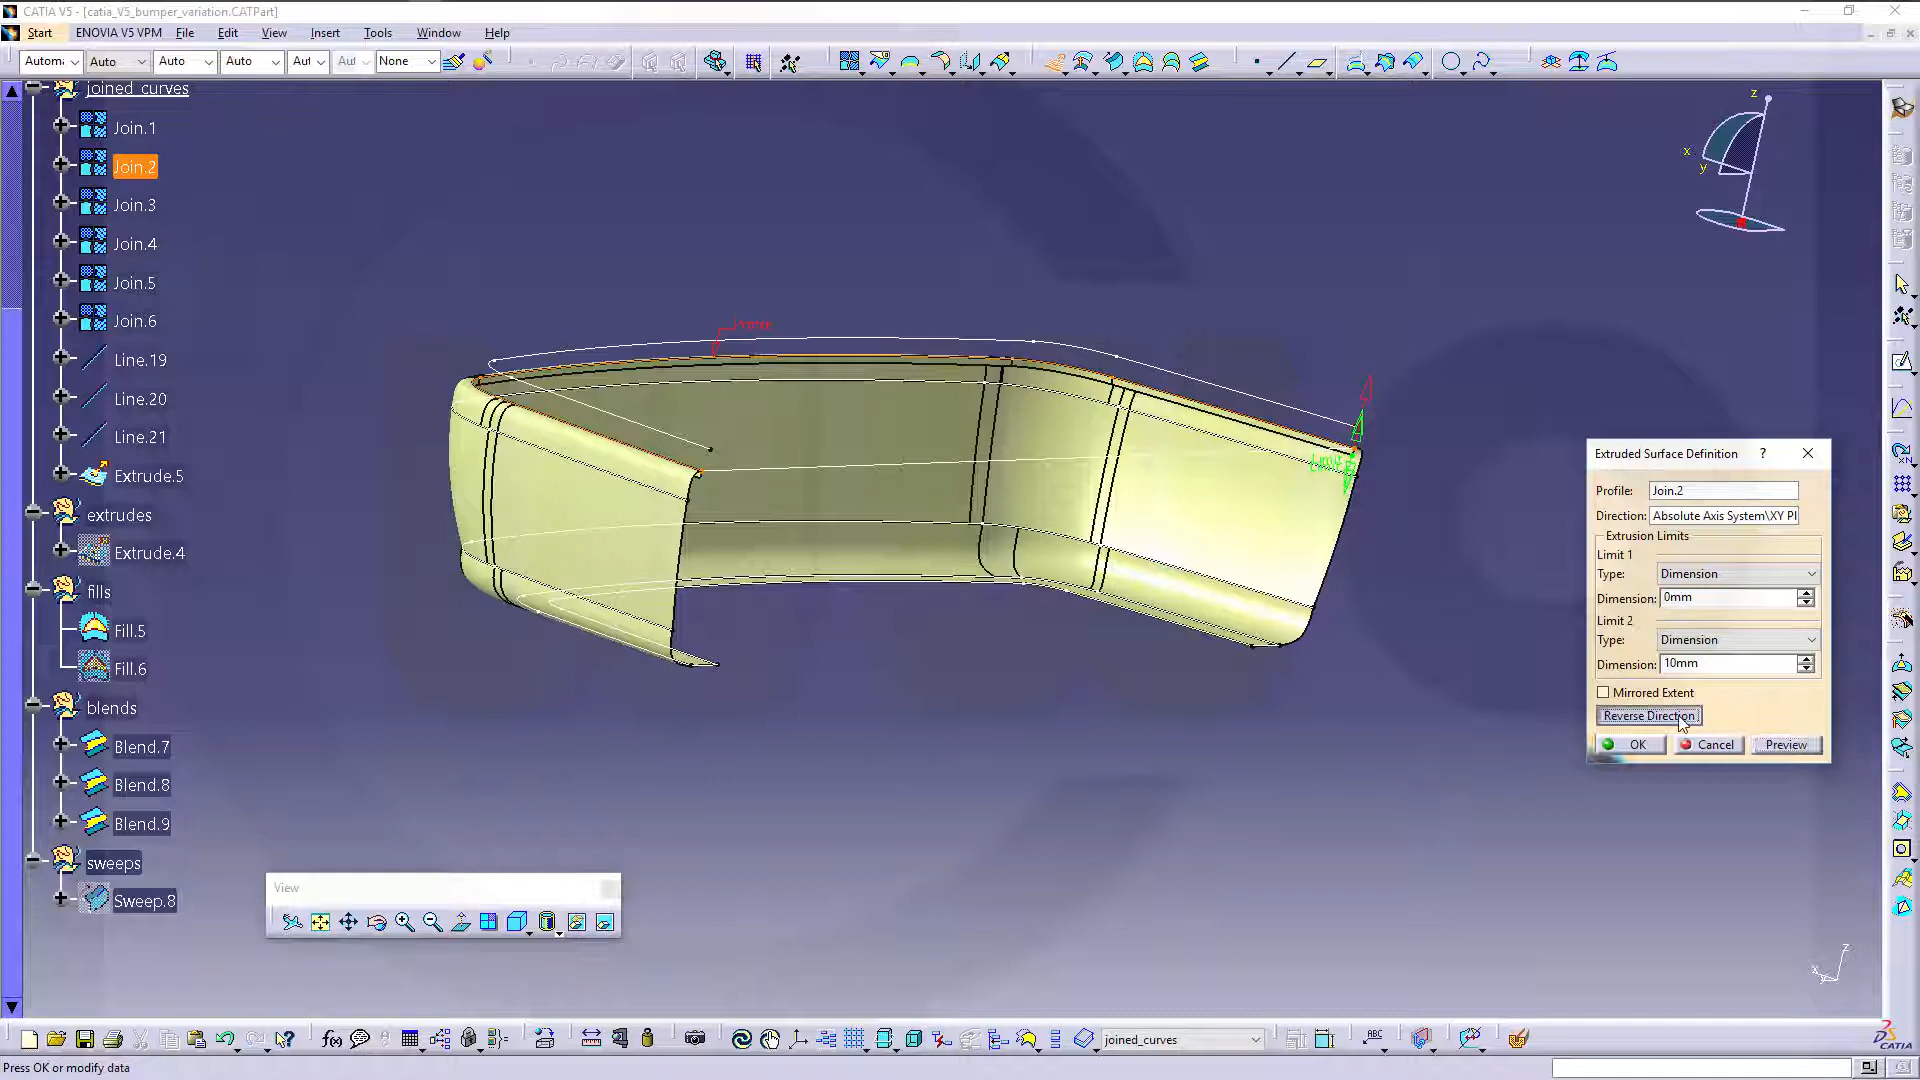 CATIA V5 - [catia_V5_bumper_variation.CATPart]
Start ENOVIA V5 VPM File Edit View Insert Tools Window Help
Auto Auto Auto None
z
x
y
joined_curves
Join.1
Join.2
Join.3
Join.4
Join.5
Join.6
Line.19
Line.20
Line.21
Extrude.5
extrudes
Extrude.4
fills
Fill.5
Fill.6
blends
Blend.7
Blend.8
Blend.9
sweeps
Sweep.8
Extruded Surface Definition ?
Profile: Join.2
Direction: Absolute Axis System\XY Pl
Extrusion Limits
Limit 1
Type: Dimension
Dimension: 0mm
Limit 2
Type: Dimension
Dimension: 10mm
Mirrored Extent
Reverse Direction
OK Cancel Preview
View
z
x
y
joined_curves
ABC
CATIA
Press OK or modify data